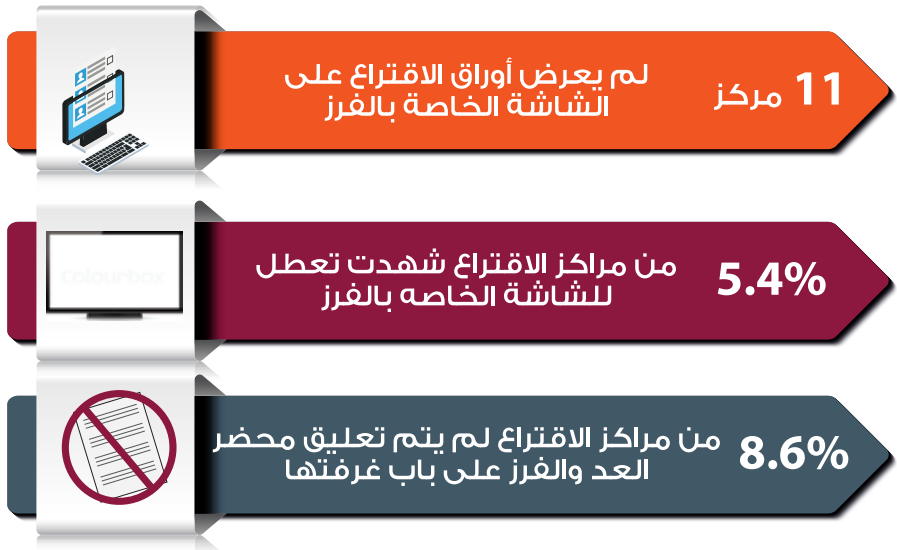 11 مركز
لم يعرض أوراق الاقتراع على
الشاشة الخاصة بالفرز
5.4%
من مراكز الاقتراع شهدت تعطل
للشاشة الخاصه بالفرز
colourbox
8.6%
من مراكز الاقتراع لم يتم تعليق محضر
العد والفرز على باب غرفتها